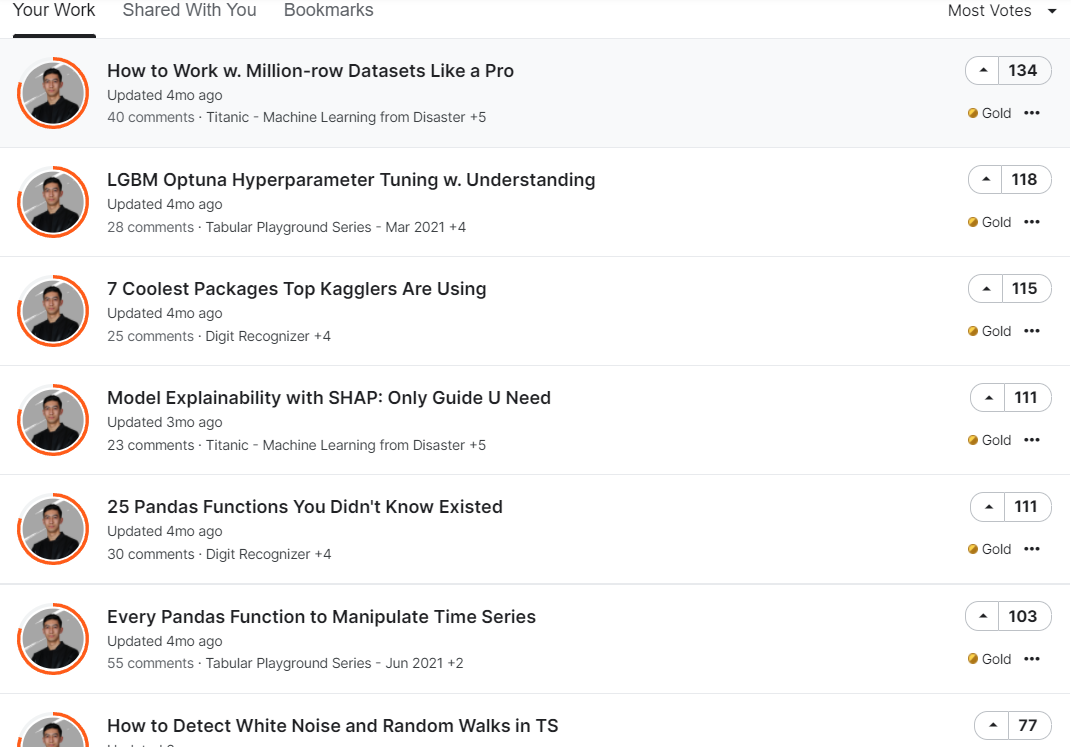 Your Work Shared With You Bookmarks Most Votes
How to Work w. Million-row Datasets Like a Pro
134
Updated 4mo ago
40 comments · Titanic - Machine Learning from Disaster +5
Gold
LGBM Optuna Hyperparameter Tuning w. Understanding
118
Updated 4mo ago
28 comments · Tabular Playground Series - Mar 2021 +4
Gold
7 Coolest Packages Top Kagglers Are Using
115
Updated 4mo ago
25 comments · Digit Recognizer +4
Gold
Model Explainability with SHAP: Only Guide U Need
111
Updated 3mo ago
23 comments · Titanic - Machine Learning from Disaster +5
Gold
25 Pandas Functions You Didn't Know Existed
111
Updated 4mo ago
30 comments · Digit Recognizer +4
Gold
Every Pandas Function to Manipulate Time Series
103
Updated 4mo ago
55 comments · Tabular Playground Series - Jun 2021 +2
Gold
How to Detect White Noise and Random Walks in TS
77